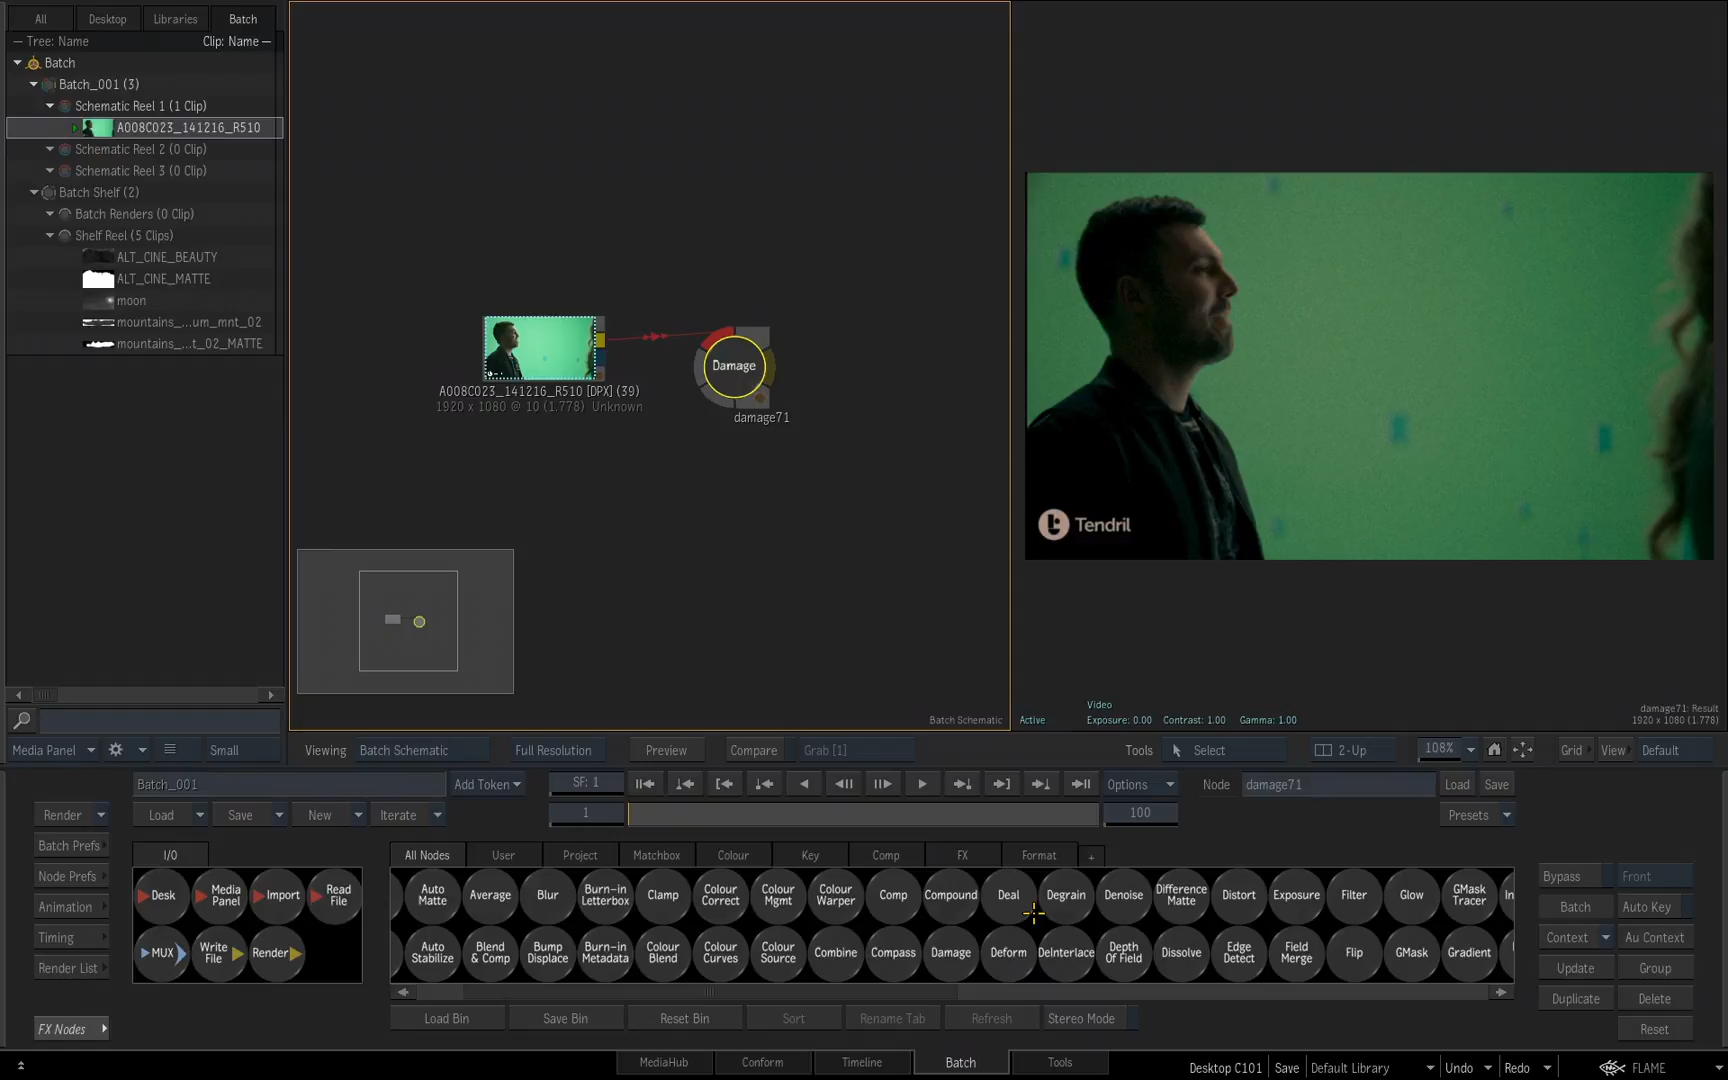 All Desktop Libraries Batch
Tree: Name Clip: Name
Batch
Batch_001 (3)
Schematic Reel 1 (1 Clip)
A008C023_141216_R510
Schematic Reel 2 (0 Clip)
Schematic Reel 3 (0 Clip)
Batch Shelf (2)
Batch Renders (0 Clip)
Shelf Reel (5 Clips)
ALT_CINE_BEAUTY
ALT_CINE_MATTE
moon
mountains_...um_mnt_02
mountains_...t_02_MATTE
Damage
A008C023_141216_R510 [DPX] (39)
1920 x 1080 @ 10 (1.778) Unknown
damage71
Tendril
Batch Schematic
Video
Active Exposure: 0.00 Contrast: 1.00 Gamma: 1.00
damage71: Result
1920 x 1080 (1.778)
Media Panel Small Viewing Batch Schematic Full Resolution Preview Compare Grab [1] Tools Select 2-Up 108% Grid View Default
Batch_001 Add Token SF: 1 Options Node damage71 Load Save
Render Load Save New Iterate 1 100 Presets
Batch Prefs
Node Prefs
Animation
Timing
Render List
FX Nodes
I/O
Desk Media Panel Import Read File
MUX Write File Render
All Nodes User Project Matchbox Colour Key Comp FX Format +
Auto Matte Average Blur Burn-in Letterbox Clamp Colour Correct Colour Mgmt Colour Warper Comp Compound Deal Degrain Denoise Difference Matte Distort Exposure Filter Glow GMask Tracer In
Auto Stabilize Blend & Comp Bump Displace Burn-in Metadata Colour Blend Colour Curves Colour Source Combine Compass Damage Deform DeInterlace Depth Of Field Dissolve Edge Detect Field Merge Flip GMask Gradient
Load Bin Save Bin Reset Bin Sort Rename Tab Refresh Stereo Mode
Bypass Front
Batch Auto Key
Context Au Context
Update Group
Duplicate Delete
Reset
MediaHub Conform Timeline Batch Tools Desktop C101 Save Default Library Undo Redo FLAME